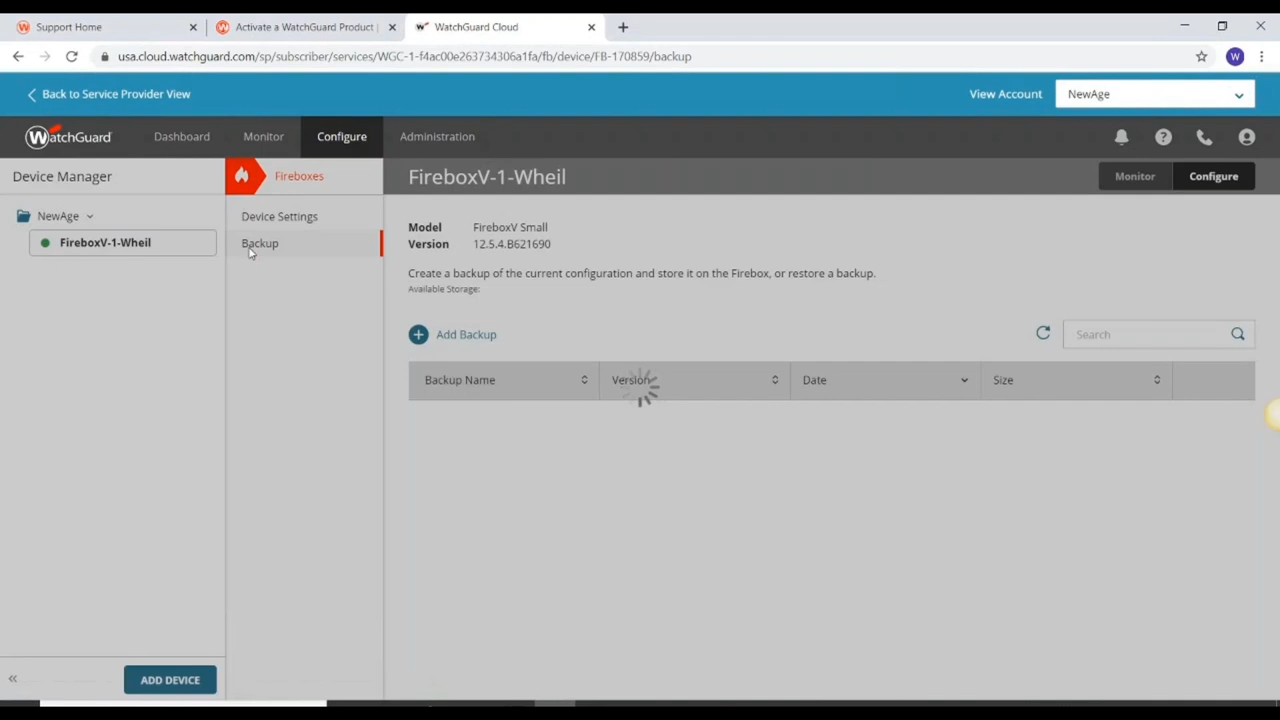 Support Home
Activate a WatchGuard Product |
WatchGuard Cloud
usa.cloud.watchguard.com/sp/subscriber/services/WGC-1-f4ac00e263734306a1fa/fb/device/FB-170859/backup
W
Back to Service Provider View
View Account
NewAge
WatchGuard
Dashboard
Monitor
Configure
Administration
Device Manager
Fireboxes
FireboxV-1-Wheil
Monitor
Configure
NewAge
FireboxV-1-Wheil
Device Settings
Backup
Model FireboxV Small
Version 12.5.4.B621690
Create a backup of the current configuration and store it on the Firebox, or restore a backup.
Available Storage:
Add Backup
Search
Backup Name
Version
Date
Size
ADD DEVICE